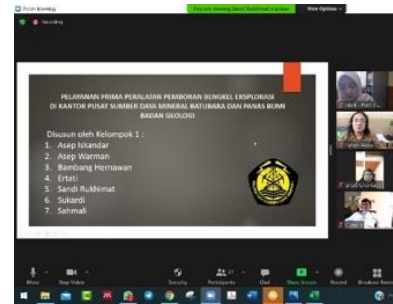 Zoom Meeting
You are viewing Sandi Rukhimat's screen
View Options
Recording
PELAYANAN PRIMA PERALATAN PEMBORAN BENGKEL EKSPLORASI
DI KANTOR PUSAT SUMBER DAYA MINERAL BATUBARA DAN PANAS BUMI
BADAN GEOLOGI
Disusun oleh Kelompok 1 :
1. Asep Iskandar
2. Asep Warman
3. Bambang Hernawan
4. Ertati
5. Sandi Rukhimat
6. Sukardi
7. Sahmali
Mute
Stop Video
Security
Participants
Chat
Share Screen
Record
Breakout Rooms